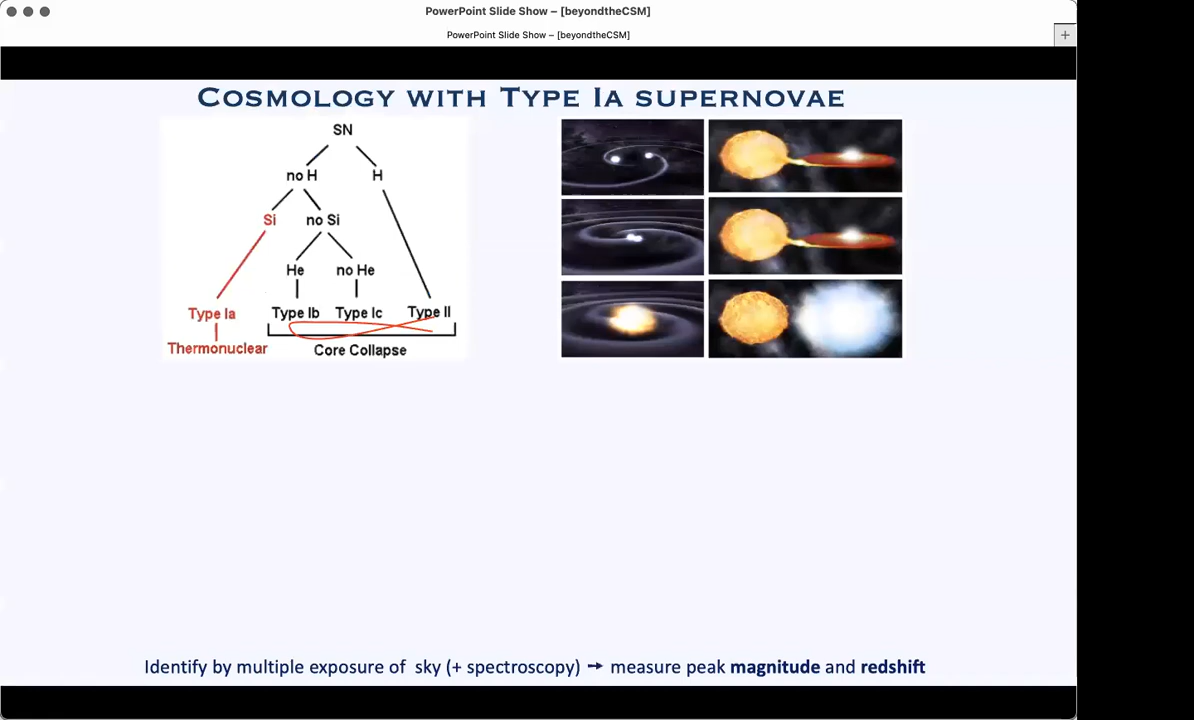 PowerPoint Slide Show – [beyondtheCSM]
PowerPoint Slide Show – [beyondtheCSM]
+
Cosmology with Type Ia supernovae
SN
no H H
Si no Si
He no He
Type Ia Type Ib Type Ic Type II
Thermonuclear Core Collapse
Identify by multiple exposure of sky (+ spectroscopy) → measure peak magnitude and redshift